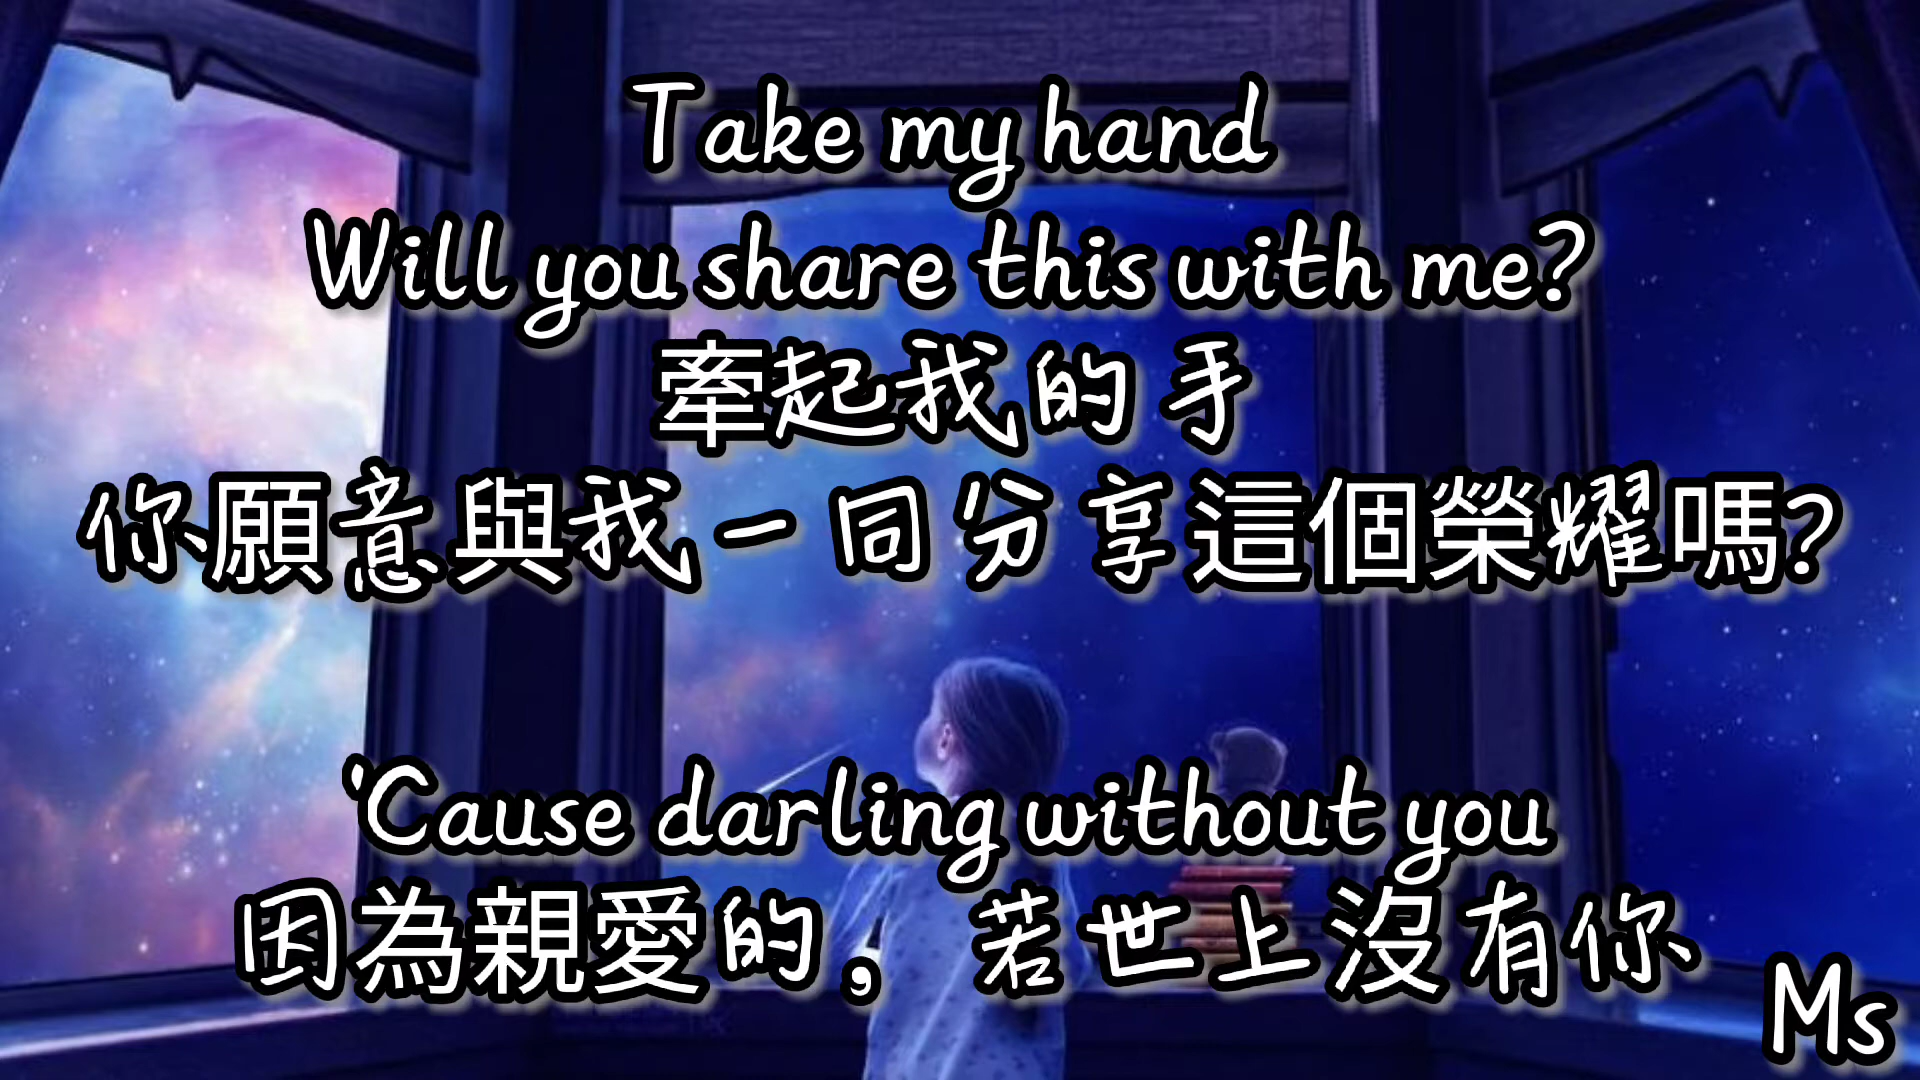 Take my hand
Will you share this with me?
牽起我的手
你願意與我一同分享這個榮耀嗎?
'Cause darling without you
因為親愛的，若世上沒有你
Ms